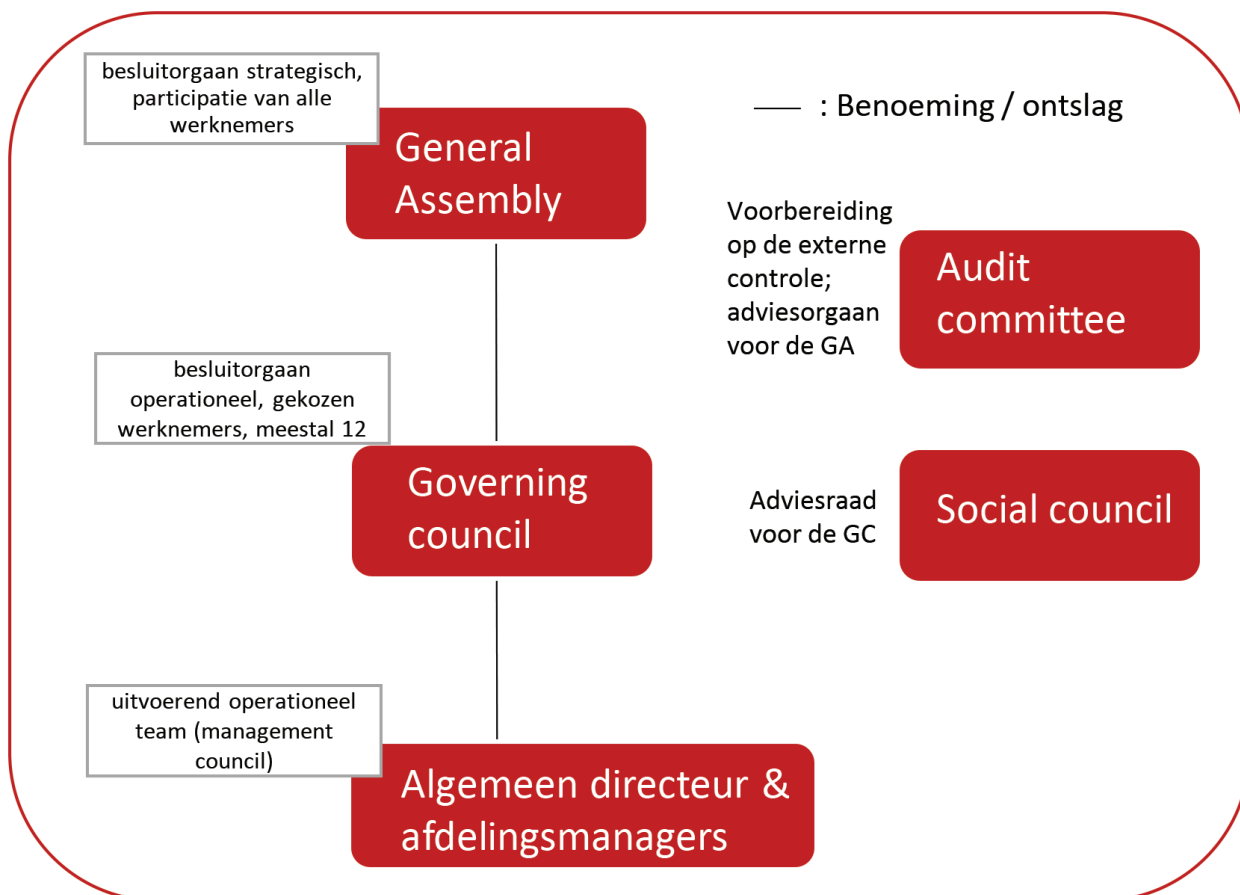 besluitorgaan strategisch,
participatie van alle
werknemers
General
Assembly
: Benoeming / ontslag
Voorbereiding
op de externe
controle;
adviesorgaan
voor de GA
Audit
committee
besluitorgaan
operationeel, gekozen
werknemers, meestal 12
Governing
council
Adviesraad
voor de GC
Social council
uitvoerend operationeel
team (management
council)
Algemeen directeur &
afdelingsmanagers